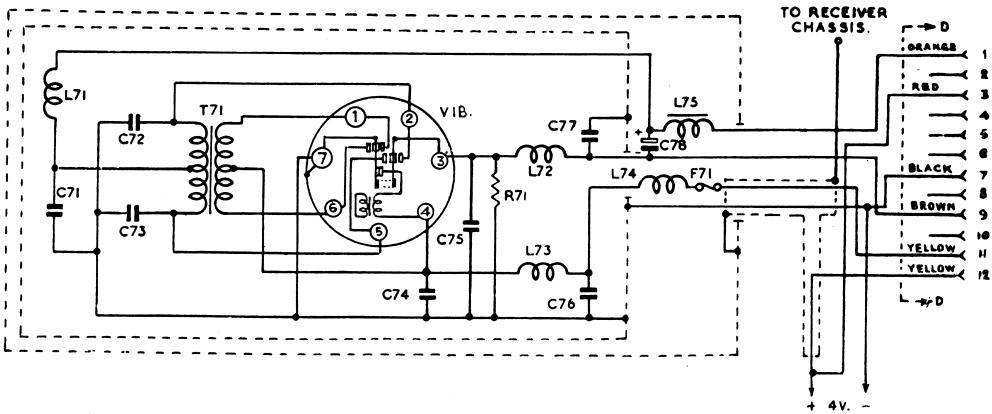 TO RECEIVER
CHASSIS.
D
ORANGE 1
2
RED 3
4
5
6
BLACK 7
8
BROWN 9
10
YELLOW 11
YELLOW 12
D
L71
C72
T71
C71
C73
VIB.
1
2
3
4
5
6
7
C77
+
C78
L75
L72
L74
F71
R71
C75
L73
C74
C76
+ 4V. -